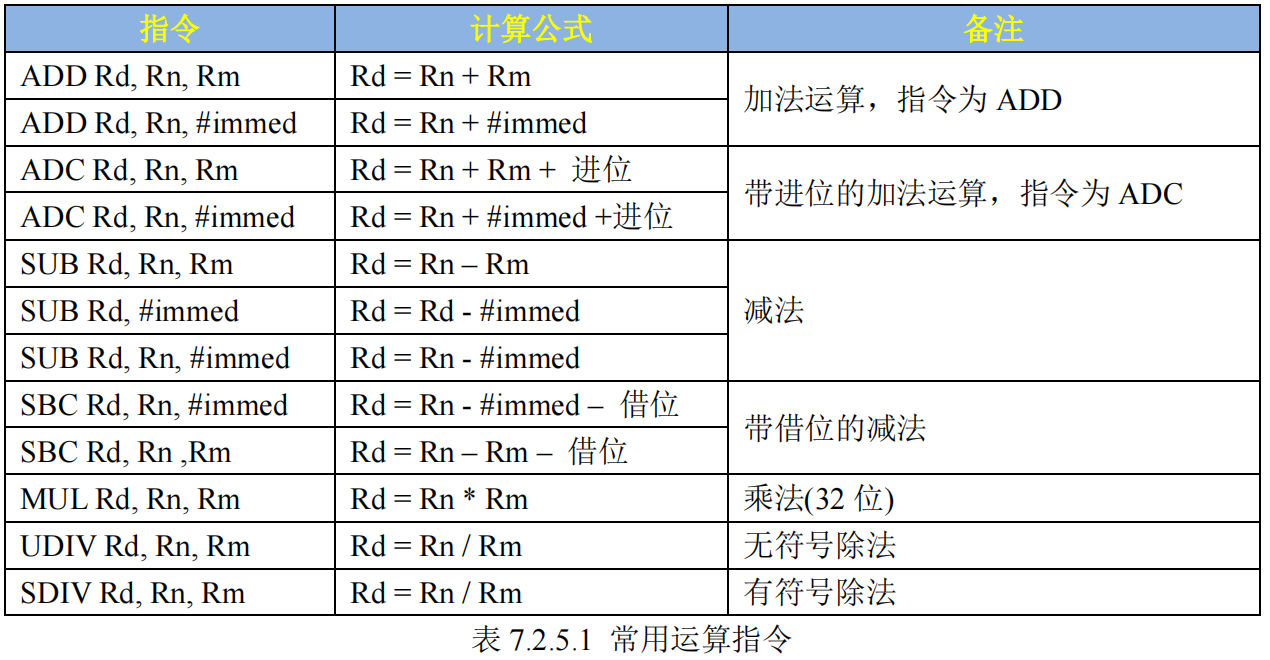 指令 计算公式 备注
ADD Rd, Rn, Rm Rd = Rn + Rm 加法运算，指令为 ADD
ADD Rd, Rn, #immed Rd = Rn + #immed
ADC Rd, Rn, Rm Rd = Rn + Rm + 进位 带进位的加法运算，指令为 ADC
ADC Rd, Rn, #immed Rd = Rn + #immed +进位
SUB Rd, Rn, Rm Rd = Rn – Rm 减法
SUB Rd, #immed Rd = Rd - #immed
SUB Rd, Rn, #immed Rd = Rn - #immed
SBC Rd, Rn, #immed Rd = Rn - #immed – 借位 带借位的减法
SBC Rd, Rn ,Rm Rd = Rn – Rm – 借位
MUL Rd, Rn, Rm Rd = Rn * Rm 乘法(32 位)
UDIV Rd, Rn, Rm Rd = Rn / Rm 无符号除法
SDIV Rd, Rn, Rm Rd = Rn / Rm 有符号除法
表 7.2.5.1 常用运算指令